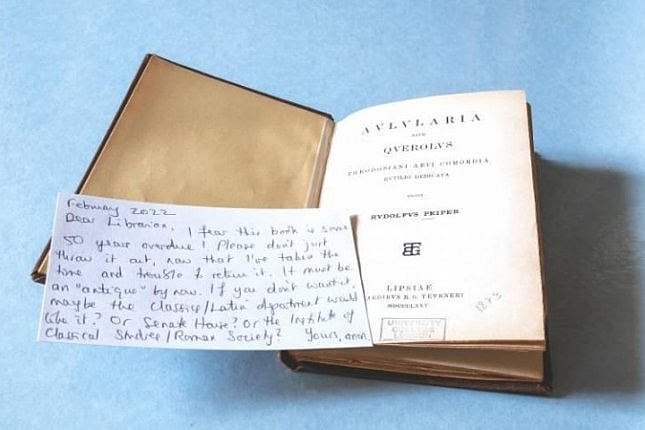 February 2022
Dear Librarian, I fear this book is some
50 years overdue! Please don't just
throw it out, now that I've taken the
time and trouble to return it. It must be
an "antique" by now. If you don't want it,
maybe the Classics/Latin department would
like it? Or Senate House? Or the Institute of
Classical Studies/Roman Society? Yours, anon.
AVLVLARIA
SIVE
QVEROLVS
THEODOSIANI AEVI COMOEDIA
RVTILIO DEDICATA
RVDOLFVS PEIPER
LIPSIAE
AEDIBVS B. G. TEVBNERI
MDCCCLXXV
UNIVERSITY
COLLEGE